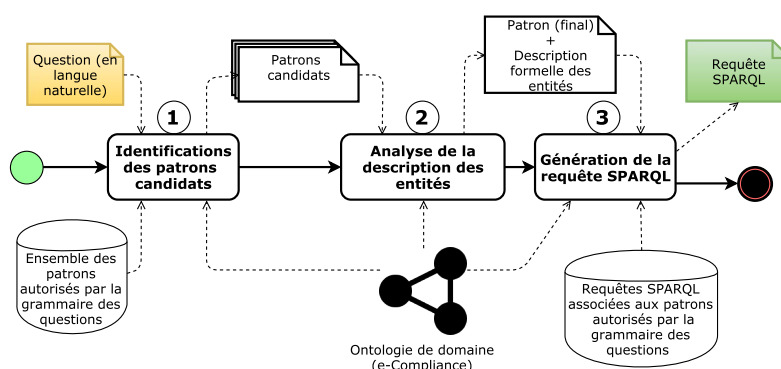 Question (en
langue
naturelle)
Patrons
candidats
Patron (final)
+
Description
formelle des
entités
Requête
SPARQL
1
2
3
Identifications
des patrons
candidats
Analyse de la
description des
entités
Génération de la
requête SPARQL
Ensemble des
patrons
autorisés par la
grammaire des
questions
Ontologie de domaine
(e-Compliance)
Requêtes SPARQL
associées aux patrons
autorisés par la
grammaire des
questions